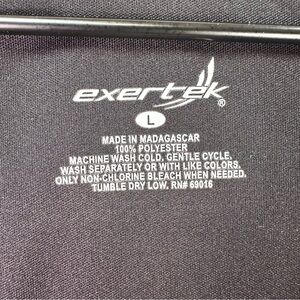 exertek®
L
MADE IN MADAGASCAR
100% POLYESTER
MACHINE WASH COLD, GENTLE CYCLE,
WASH SEPARATELY OR WITH LIKE COLORS,
ONLY NON-CHLORINE BLEACH WHEN NEEDED.
TUMBLE DRY LOW. RN# 69016